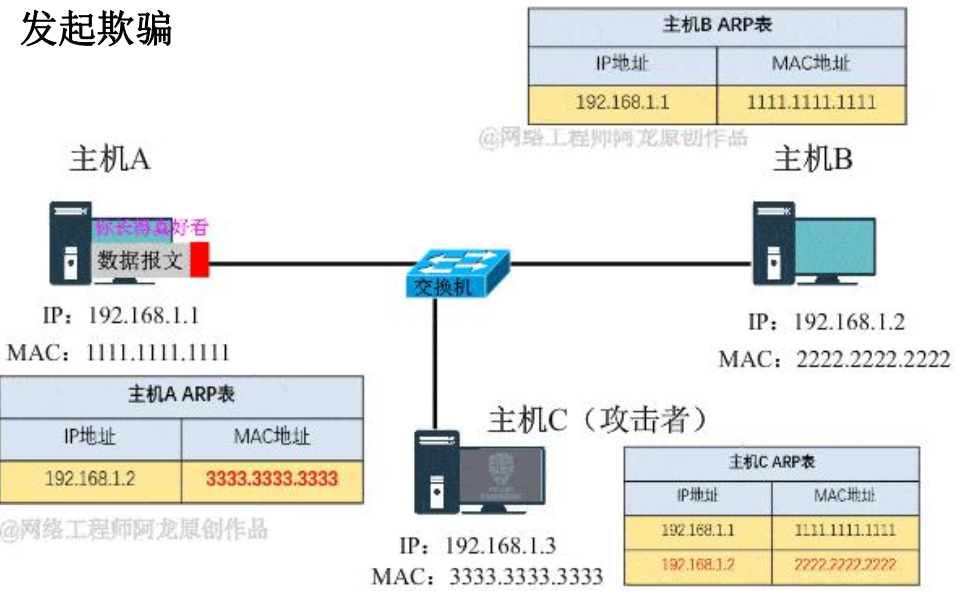 发起欺骗
主机B ARP表
IP地址 MAC地址
192.168.1.1 1111.1111.1111
@网络工程师阿龙原创作品
主机A
主机B
你长得真好看
数据报文
交换机
IP：192.168.1.1
MAC：1111.1111.1111
IP：192.168.1.2
MAC：2222.2222.2222
主机A ARP表
IP地址 MAC地址
192.168.1.2 3333.3333.3333
@网络工程师阿龙原创作品
主机C（攻击者）
IP：192.168.1.3
MAC：3333.3333.3333
主机C ARP表
IP地址 MAC地址
192.168.1.1 1111.1111.1111
192.168.1.2 2222.2222.2222